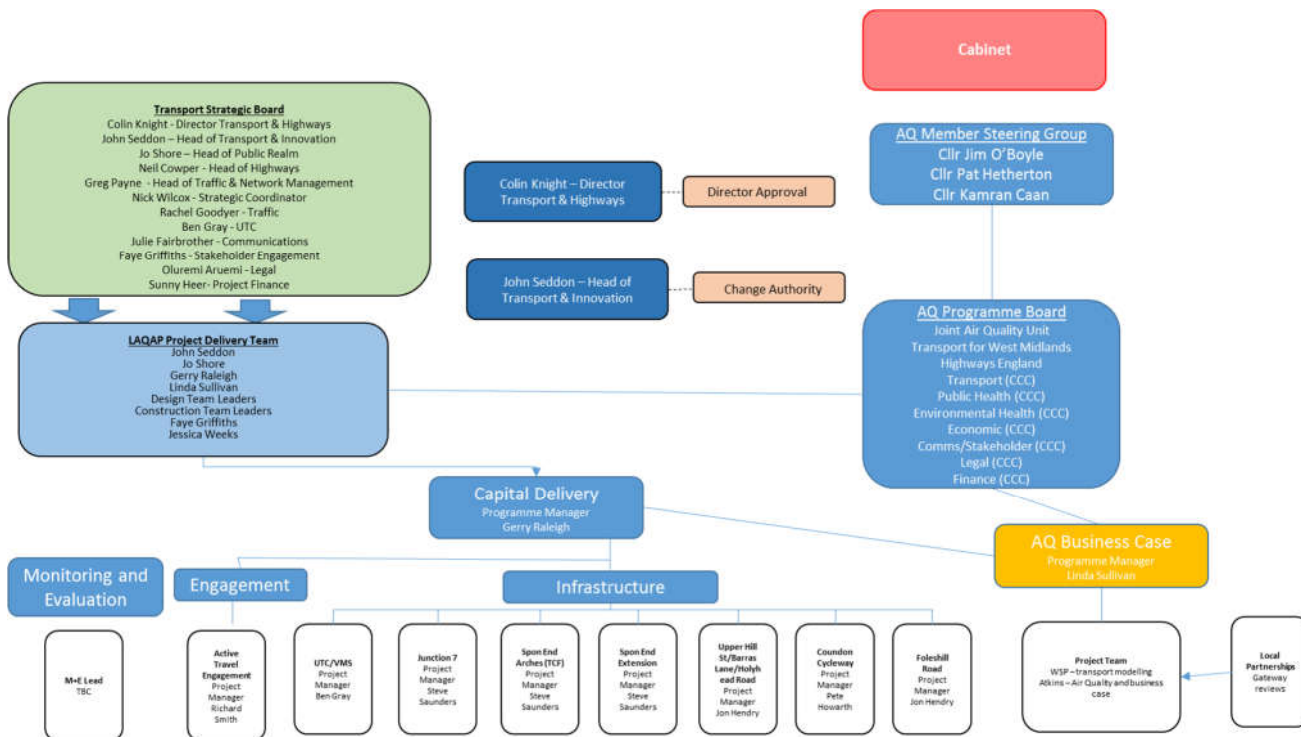 Cabinet
Transport Strategic Board
Colin Knight - Director Transport & Highways
John Seddon – Head of Transport & Innovation
Jo Shore – Head of Public Realm
Neil Cowper - Head of Highways
Greg Payne - Head of Traffic & Network Management
Nick Wilcox - Strategic Coordinator
Rachel Goodyer - Traffic
Ben Gray - UTC
Julie Fairbrother - Communications
Faye Griffiths - Stakeholder Engagement
Oluremi Aruemi - Legal
Sunny Heer- Project Finance
AQ Member Steering Group
Cllr Jim O'Boyle
Cllr Pat Hetherton
Cllr Kamran Caan
Colin Knight – Director
Transport & Highways
Director Approval
John Seddon – Head of
Transport & Innovation
Change Authority
LAQAP Project Delivery Team
John Seddon
Jo Shore
Gerry Raleigh
Linda Sullivan
Design Team Leaders
Construction Team Leaders
Faye Griffiths
Jessica Weeks
AQ Programme Board
Joint Air Quality Unit
Transport for West Midlands
Highways England
Transport (CCC)
Public Health (CCC)
Environmental Health (CCC)
Economic (CCC)
Comms/Stakeholder (CCC)
Legal (CCC)
Finance (CCC)
Capital Delivery
Programme Manager
Gerry Raleigh
AQ Business Case
Programme Manager
Linda Sullivan
Monitoring and
Evaluation
Engagement
Infrastructure
M+E Lead
TBC
Active
Travel
Engagement
Project
Manager
Richard
Smith
UTC/VMS
Project
Manager
Ben Gray
Junction 7
Project
Manager
Steve
Saunders
Spon End
Arches (TCF)
Project
Manager
Steve
Saunders
Spon End
Extension
Project
Manager
Steve
Saunders
Upper Hill
St/Barras
Lane/Holyh
ead Road
Project
Manager
Jon Hendry
Coundon
Cycleway
Project
Manager
Pete
Howarth
Foleshill
Road
Project
Manager
Jon Hendry
Project Team
WSP – transport modelling
Atkins – Air Quality and business
case
Local
Partnerships
Gateway
reviews